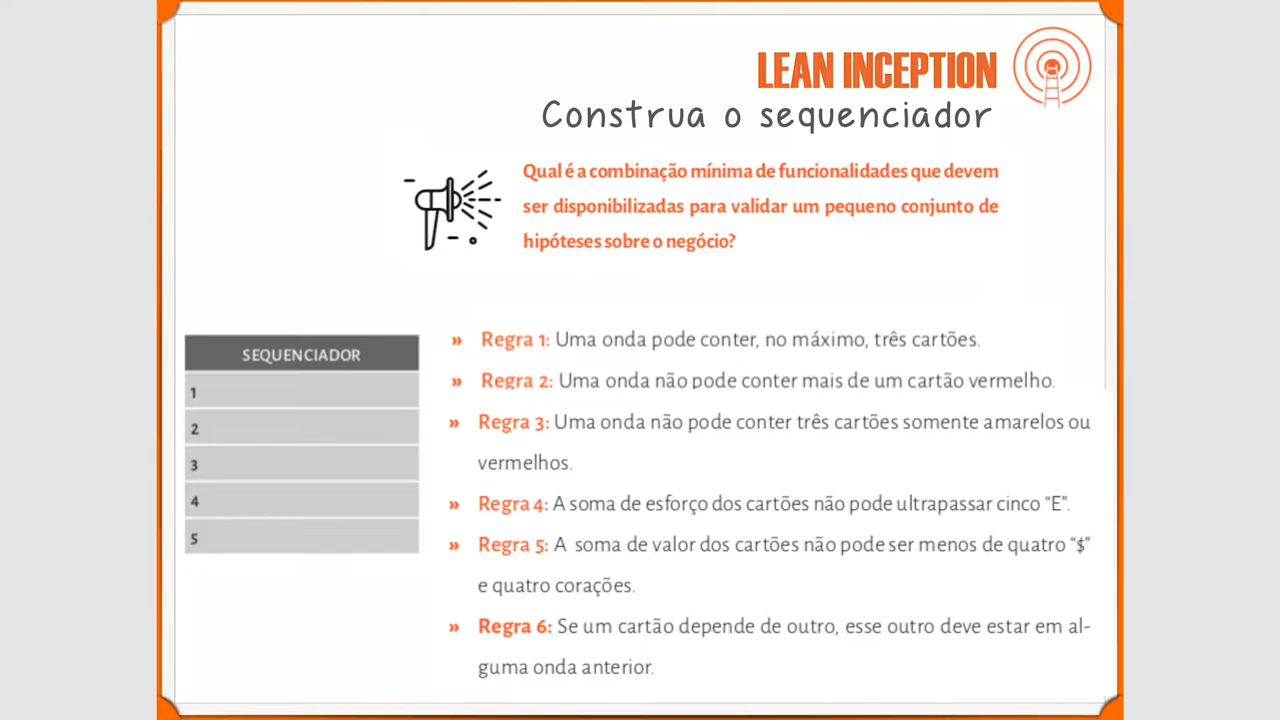 LEAN INCEPTION
Construa o sequenciador
Qual é a combinação mínima de funcionalidades que devem
ser disponibilizadas para validar um pequeno conjunto de
hipóteses sobre o negócio?
SEQUENCIADOR
1
2
3
4
5
» Regra 1: Uma onda pode conter, no máximo, três cartões.
» Regra 2: Uma onda não pode conter mais de um cartão vermelho.
» Regra 3: Uma onda não pode conter três cartões somente amarelos ou
vermelhos.
» Regra 4: A soma de esforço dos cartões não pode ultrapassar cinco “E”.
» Regra 5: A soma de valor dos cartões não pode ser menos de quatro “$”
e quatro corações.
» Regra 6: Se um cartão depende de outro, esse outro deve estar em al-
guma onda anterior.